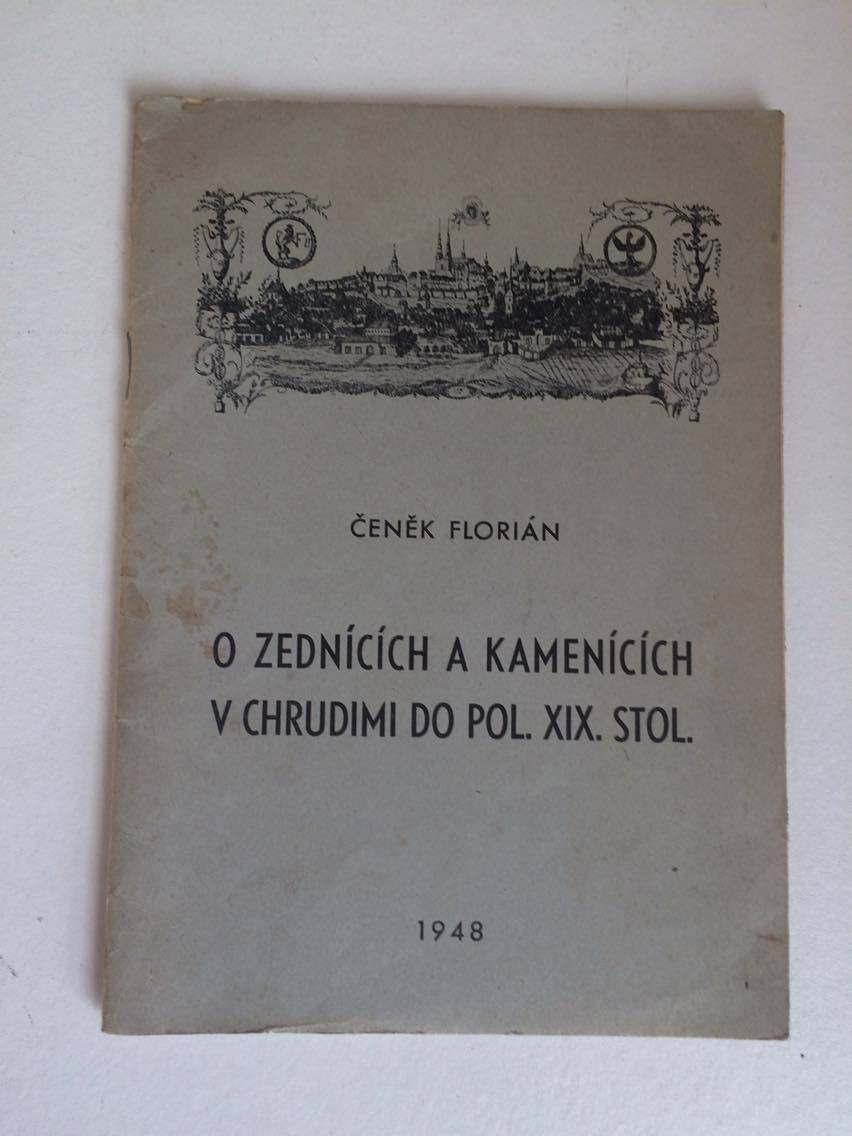 ČENĚK FLORIÁN
O ZEDNÍCÍCH A KAMENÍCÍCH
V CHRUDIMI DO POL. XIX. STOL.
1948